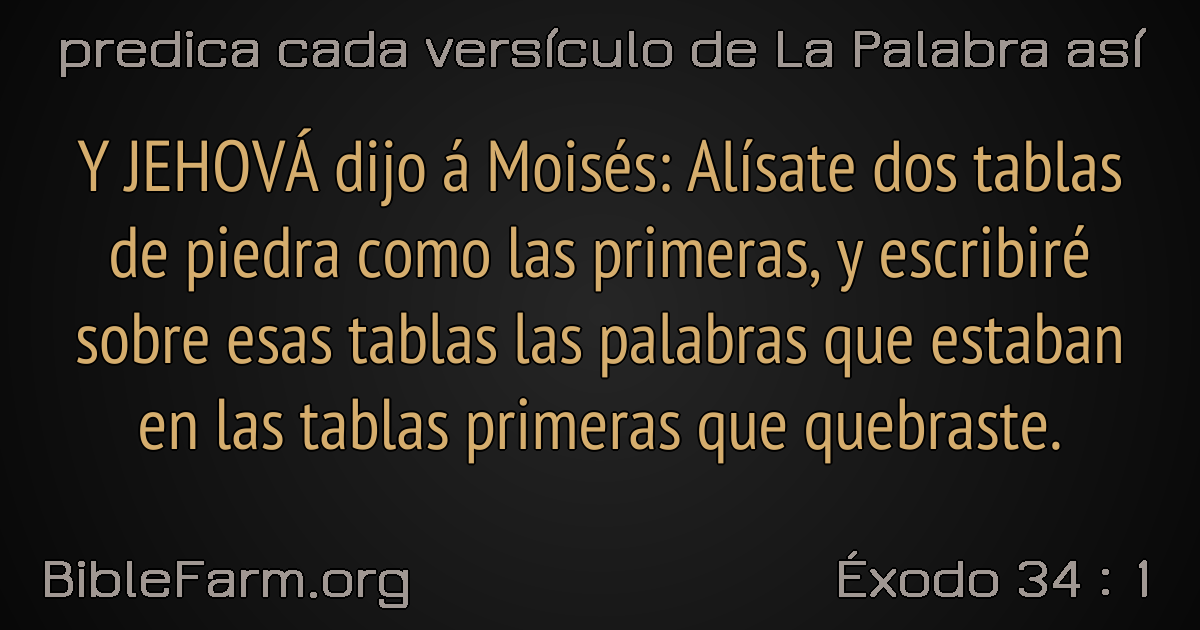 predica cada versículo de La Palabra así
Y JEHOVÁ dijo á Moisés: Alísate dos tablas
de piedra como las primeras, y escribiré
sobre esas tablas las palabras que estaban
en las tablas primeras que quebraste.
BibleFarm.org
Éxodo 34 : 1